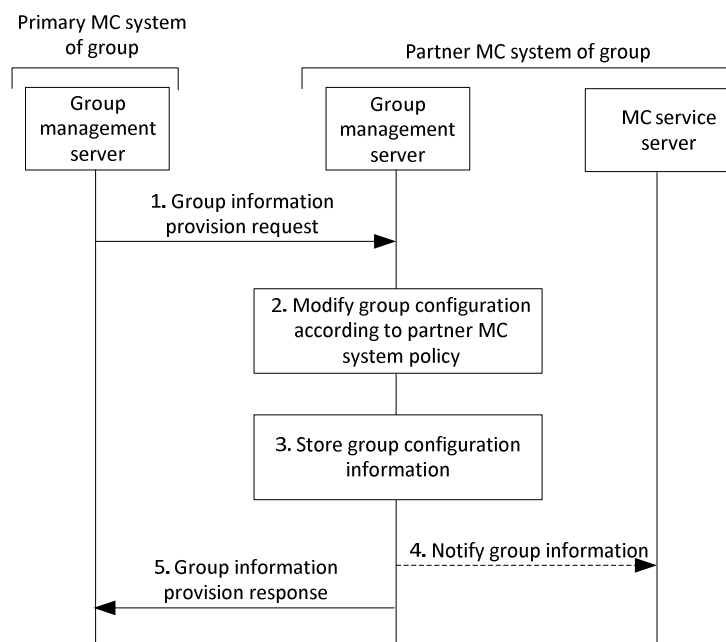 Primary MC system
of group
Partner MC system of group
Group
management
server
Group
management
server
MC service
server
1. Group information
provision request
2. Modify group configuration
according to partner MC
system policy
3. Store group configuration
information
4. Notify group information
5. Group information
provision response